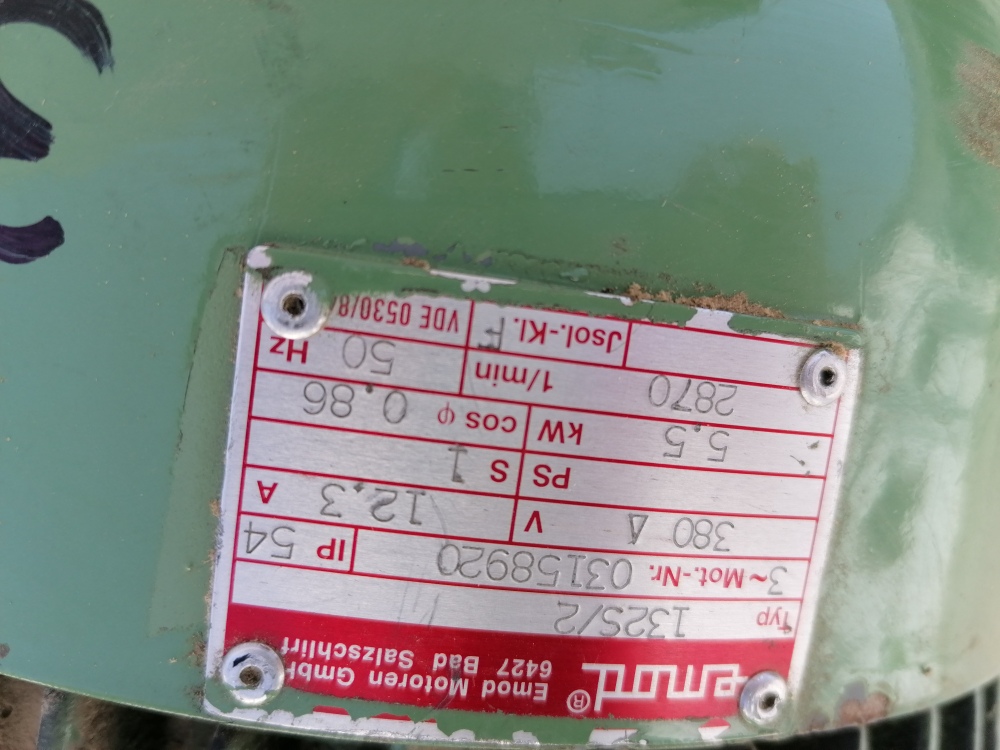 emod® Emod Motoren GmbH
6427 Bad Salzschlirf
Typ 132S/2
3~Mot.-Nr. 03158920 IP 54
380 Δ V 12.3 A
PS S 1
5.5 kW cos φ 0.86
2870 1/min 50 Hz
Jsol.-Kl. F VDE 0530/8